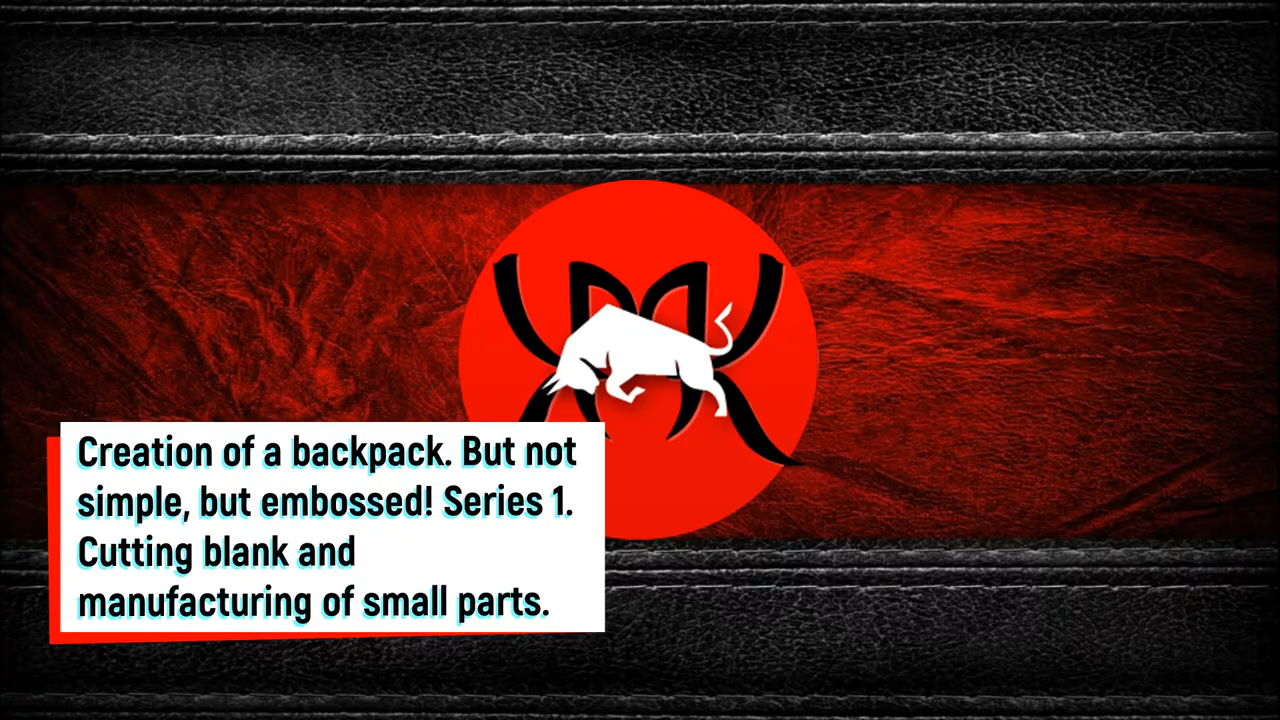 Creation of a backpack. But not
simple, but embossed! Series 1.
Cutting blank and
manufacturing of small parts.